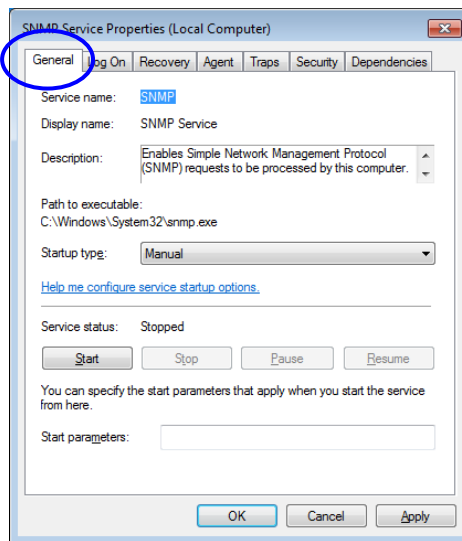 SNMP Service Properties (Local Computer)
General Log On Recovery Agent Traps Security Dependencies
Service name: SNMP
Display name: SNMP Service
Description: Enables Simple Network Management Protocol
(SNMP) requests to be processed by this computer.
Path to executable:
C:\Windows\System32\snmp.exe
Startup type: Manual
Help me configure service startup options.
Service status: Stopped
Start Stop Pause Resume
You can specify the start parameters that apply when you start the service
from here.
Start parameters:
OK Cancel Apply